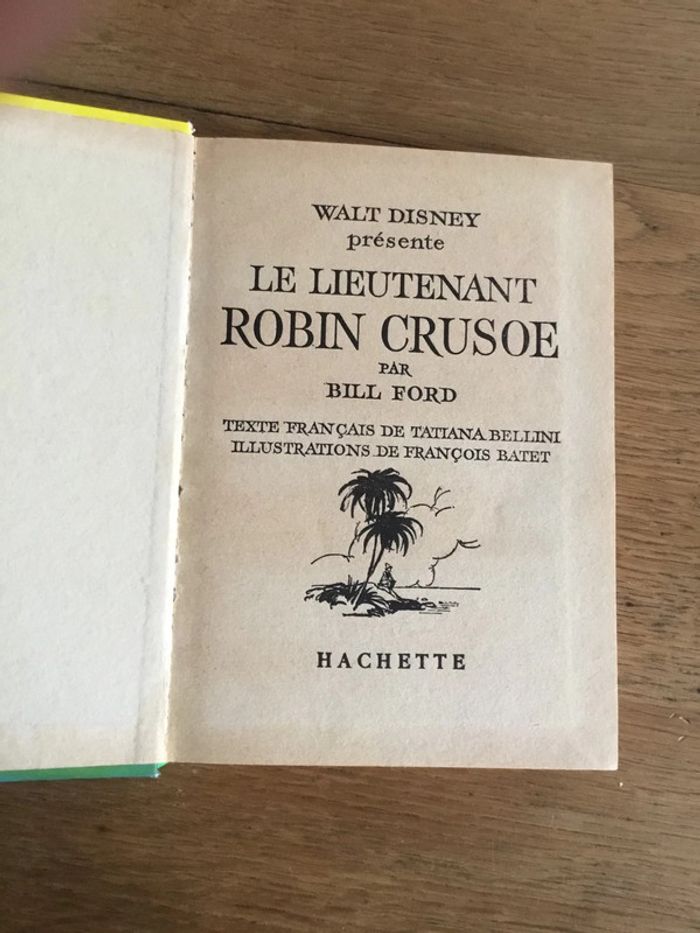 WALT DISNEY
présente
LE LIEUTENANT
ROBIN CRUSOE
PAR
BILL FORD
TEXTE FRANÇAIS DE TATIANA BELLINI
ILLUSTRATIONS DE FRANÇOIS BATET
HACHETTE